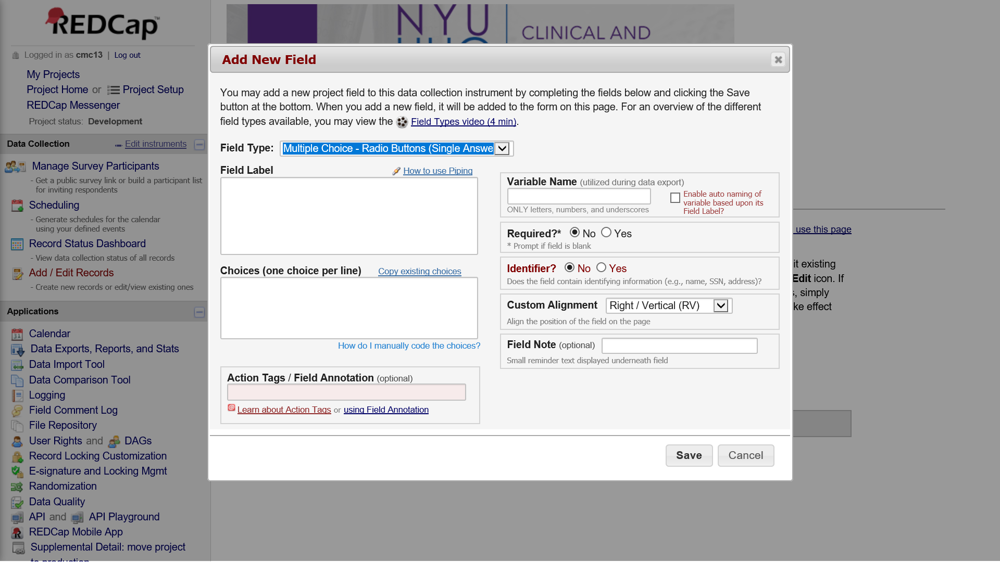 REDCap™
NYU
CLINICAL AND
Logged in as cmc13 | Log out
My Projects
Project Home or Project Setup
REDCap Messenger
Project status: Development
Data Collection
Edit instruments
Manage Survey Participants
- Get a public survey link or build a participant list
for inviting respondents
Scheduling
- Generate schedules for the calendar
using your defined events
Record Status Dashboard
- View data collection status of all records
Add / Edit Records
- Create new records or edit/view existing ones
Applications
Calendar
Data Exports, Reports, and Stats
Data Import Tool
Data Comparison Tool
Logging
Field Comment Log
File Repository
User Rights and DAGs
Record Locking Customization
E-signature and Locking Mgmt
Randomization
Data Quality
API and API Playground
REDCap Mobile App
Supplemental Detail: move project
to production
Add New Field
You may add a new project field to this data collection instrument by completing the fields below and clicking the Save
button at the bottom. When you add a new field, it will be added to the form on this page. For an overview of the different
field types available, you may view the Field Types video (4 min).
Field Type: Multiple Choice - Radio Buttons (Single Answe
Field Label
How to use Piping
Choices (one choice per line)
Copy existing choices
How do I manually code the choices?
Action Tags / Field Annotation (optional)
Learn about Action Tags or using Field Annotation
Variable Name (utilized during data export)
ONLY letters, numbers, and underscores
Enable auto naming of
variable based upon its
Field Label?
Required?* No Yes
* Prompt if field is blank
Identifier? No Yes
Does the field contain identifying information (e.g., name, SSN, address)?
Custom Alignment Right / Vertical (RV)
Align the position of the field on the page
Field Note (optional)
Small reminder text displayed underneath field
Save
Cancel
use this page
it existing
Edit icon. If
s, simply
ke effect